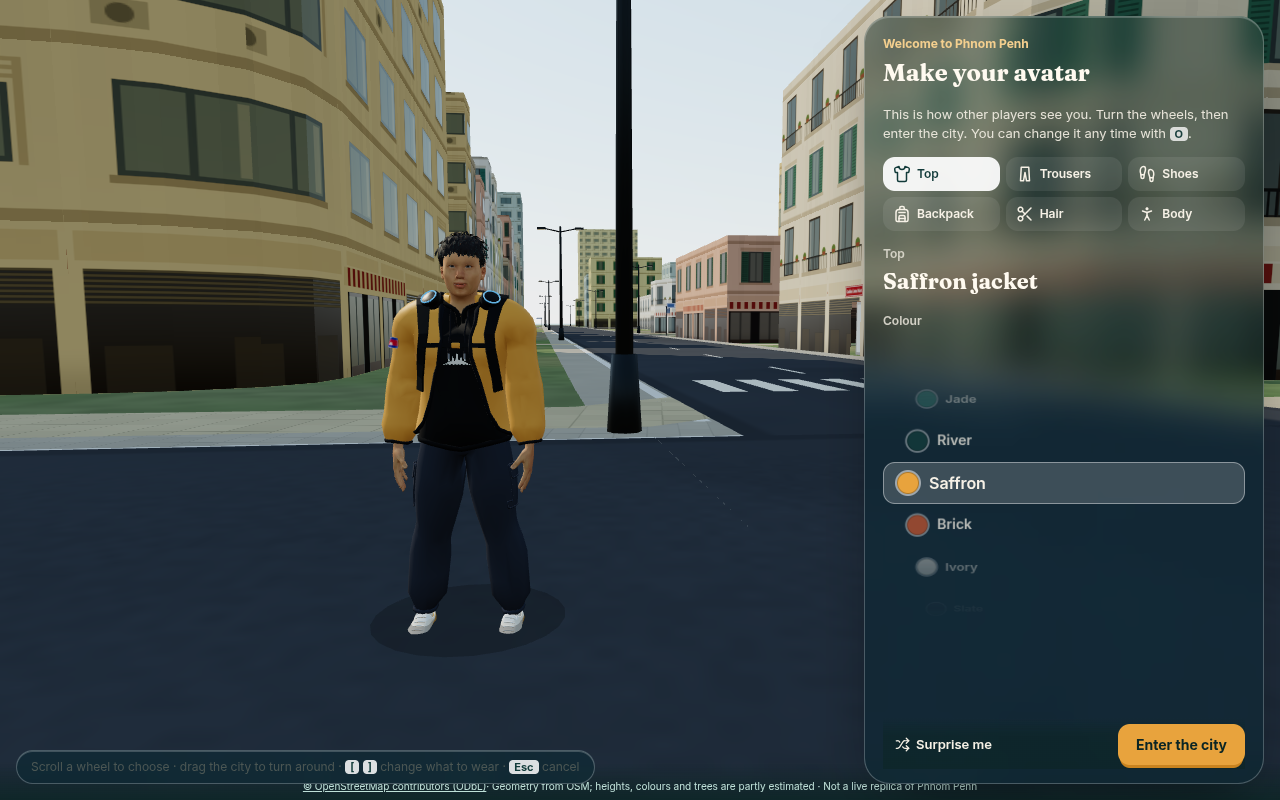 Welcome to Phnom Penh
Make your avatar
This is how other players see you. Turn the wheels, then
enter the city. You can change it any time with O.
Top
Trousers
Shoes
Backpack
Hair
Body
Top
Saffron jacket
Colour
Jade
River
Saffron
Brick
Ivory
Surprise me
Enter the city
Scroll a wheel to choose · drag the city to turn around · [ ] change what to wear · Esc cancel
© OpenStreetMap contributors (ODbL) · Geometry from OSM; heights, colours and trees are partly estimated · Not a live replica of Phnom Penh